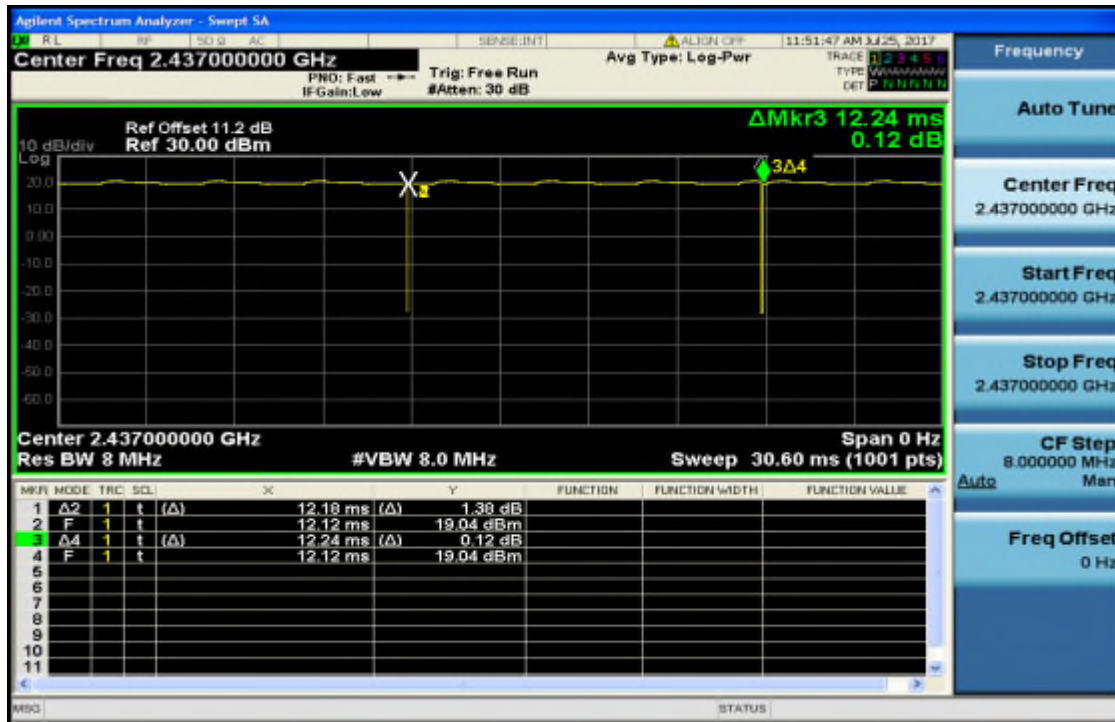 Agilent Spectrum Analyzer - Swept SA
RL RF 50 Ω AC SENSE:INT ALIGN OFF 11:51:47 AM Jul 25, 2017
Center Freq 2.437000000 GHz
PNO: Fast
IFGain:Low
Trig: Free Run
#Atten: 30 dB
Avg Type: Log-Pwr
TRACE 1 2 3 4 5 6
TYPE
DET P N N N N N
Frequency
Auto Tune
Center Freq
2.437000000 GHz
Start Freq
2.437000000 GHz
Stop Freq
2.437000000 GHz
CF Step
8.000000 MHz
Auto Man
Freq Offset
0 Hz
Ref Offset 11.2 dB
Ref 30.00 dBm
10 dB/div
Log
ΔMkr3 12.24 ms
0.12 dB
20.0
10.0
0.00
-10.0
-20.0
-30.0
-40.0
-50.0
-60.0
X
2
3Δ4
Center 2.437000000 GHz Span 0 Hz
Res BW 8 MHz #VBW 8.0 MHz Sweep 30.60 ms (1001 pts)
MKR MODE TRC SCL X Y FUNCTION FUNCTION WIDTH FUNCTION VALUE
1 Δ2 1 t (Δ) 12.18 ms (Δ) 1.38 dB
2 F 1 t 12.12 ms 19.04 dBm
3 Δ4 1 t (Δ) 12.24 ms (Δ) 0.12 dB
4 F 1 t 12.12 ms 19.04 dBm
5
6
7
8
9
10
11
MSG STATUS